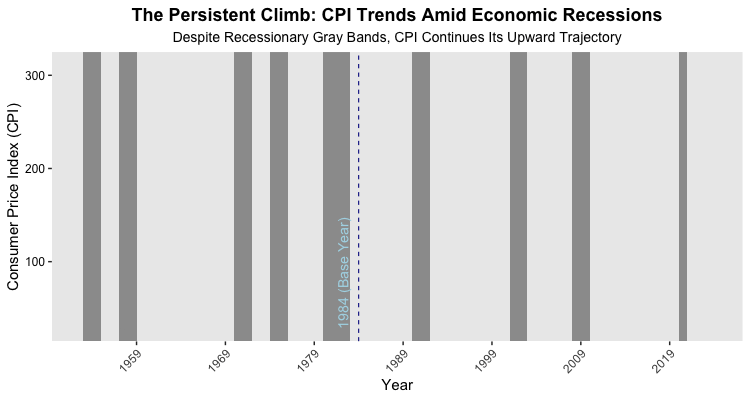 The Persistent Climb: CPI Trends Amid Economic Recessions
Despite Recessionary Gray Bands, CPI Continues Its Upward Trajectory
Consumer Price Index (CPI)
300
200
100
1984 (Base Year)
1959
1969
1979
1989
1999
2009
2019
Year